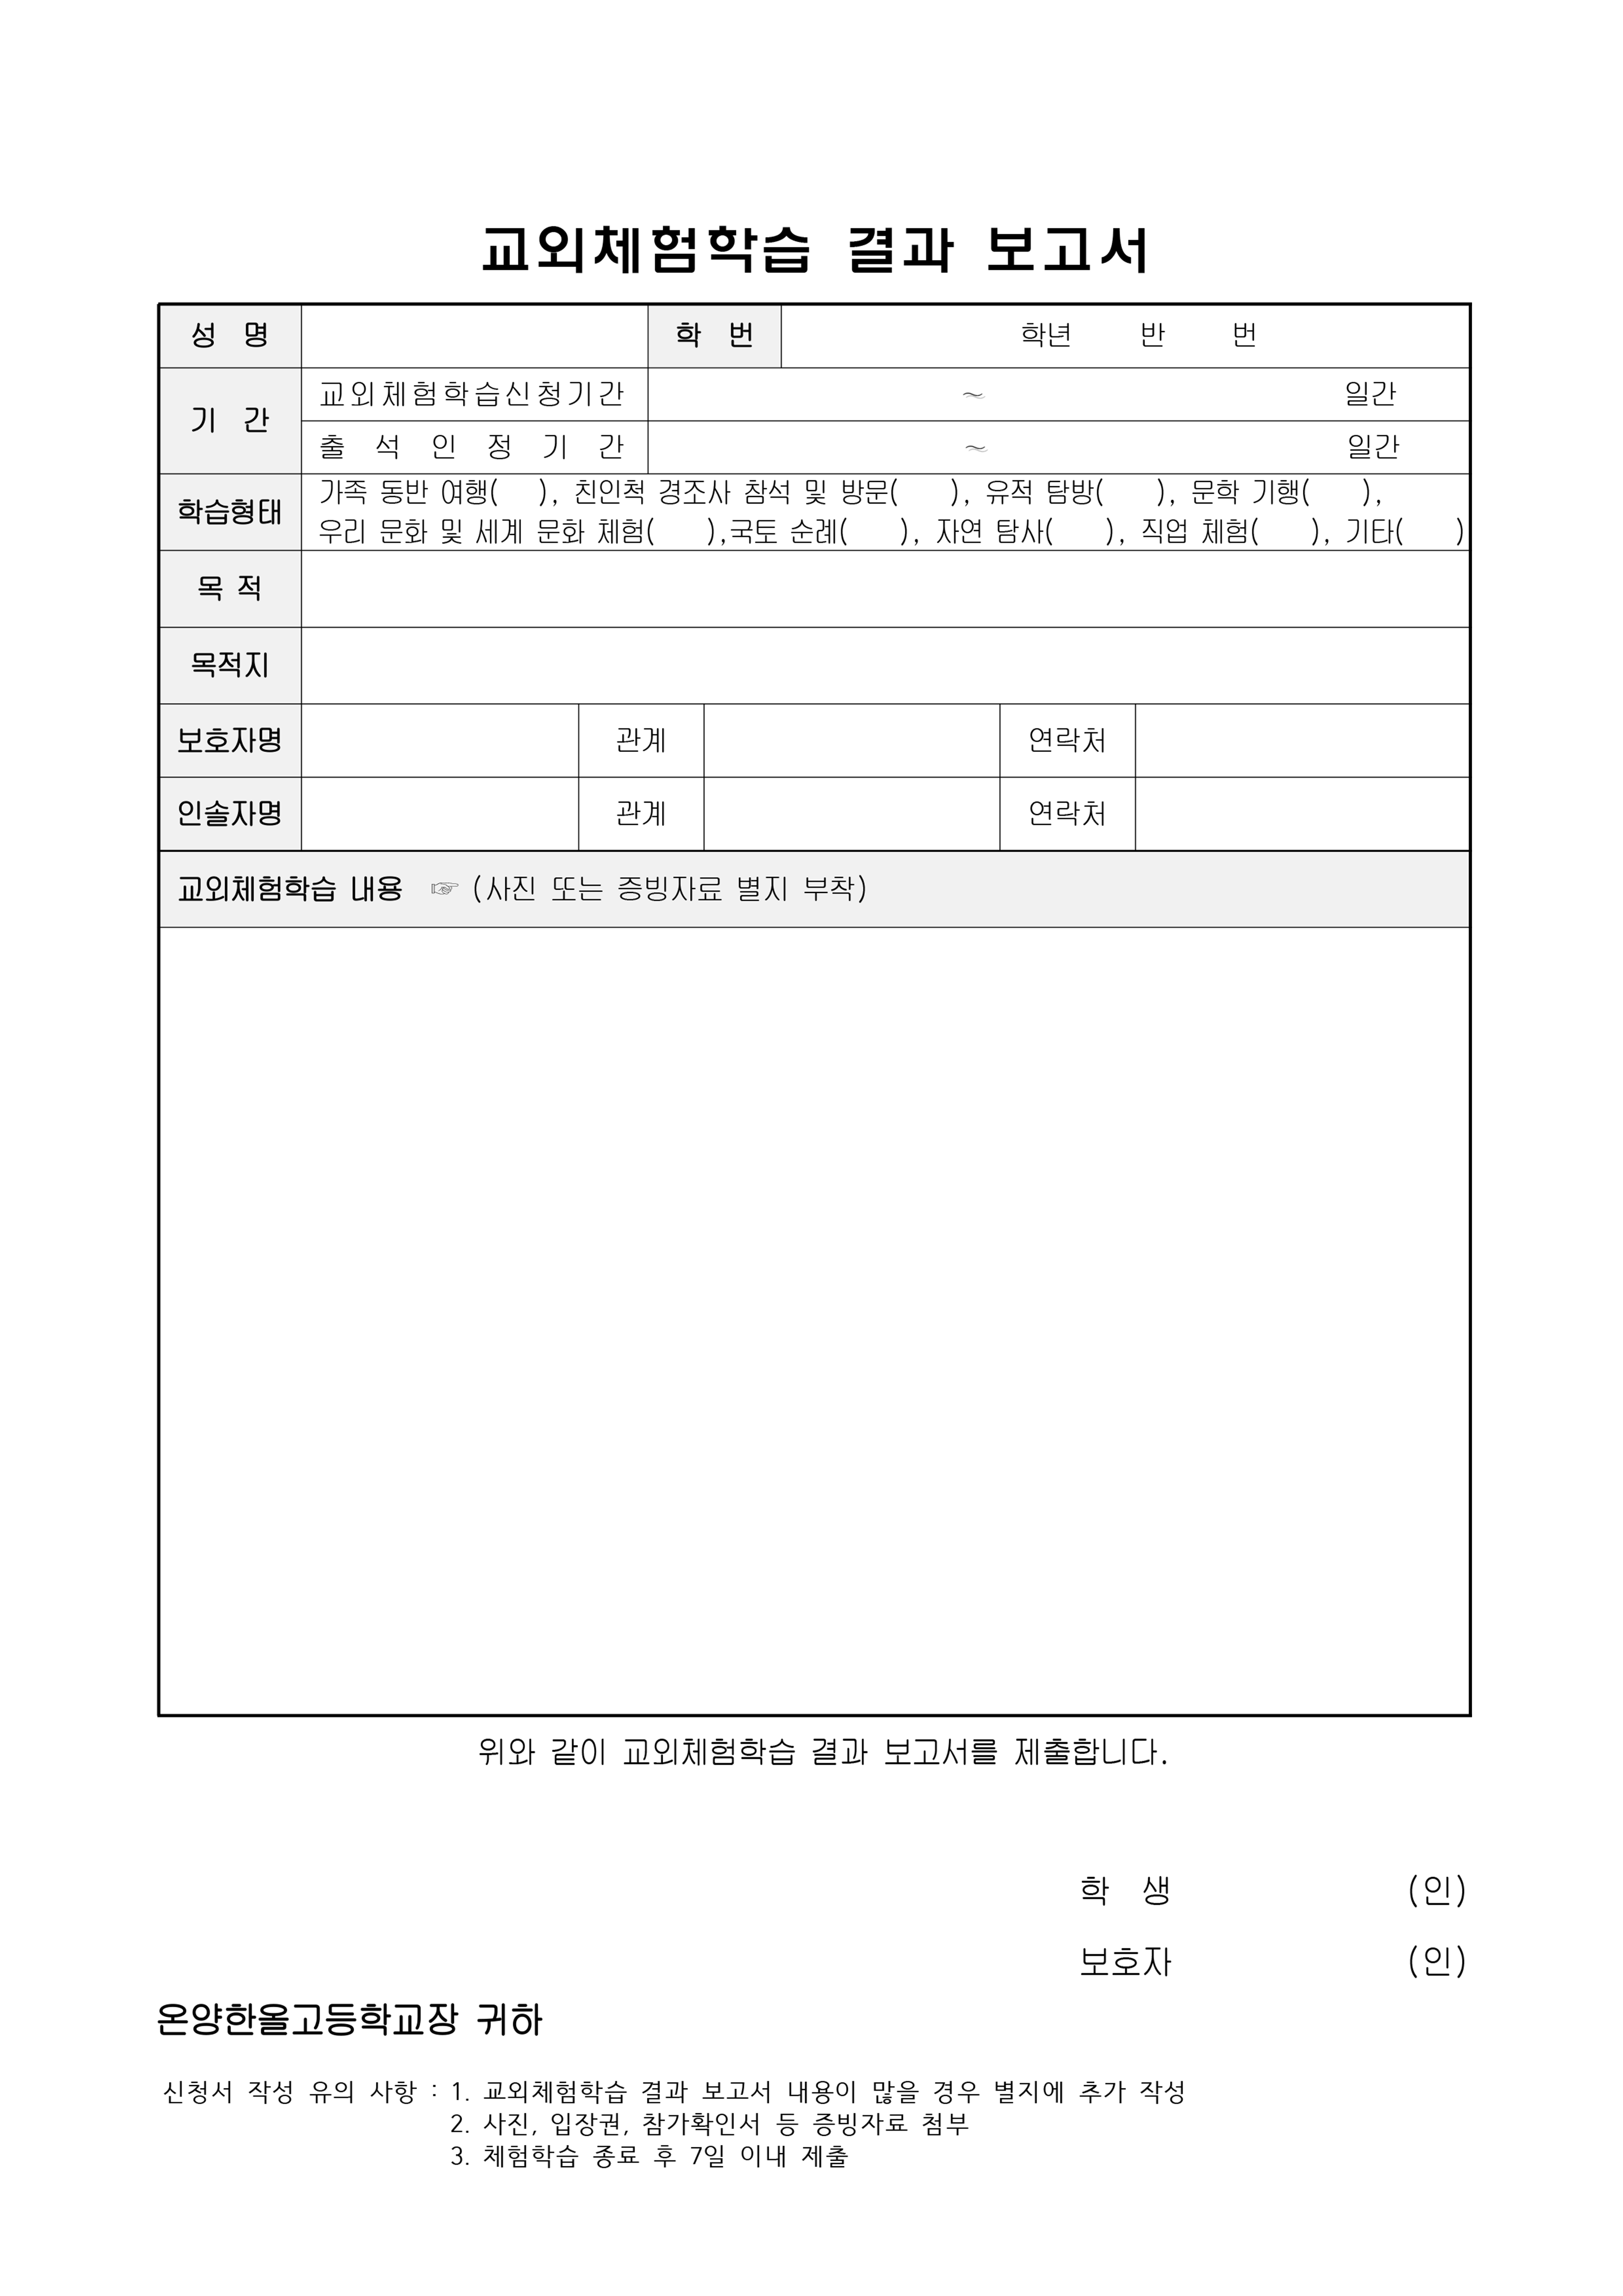 교외체험학습 결과 보고서
성 명 학 번 학년 반 번
기 간 교외체험학습신청기간 ~ 일간
출 석 인 정 기 간 ~ 일간
학습형태 가족 동반 여행( ), 친인척 경조사 참석 및 방문( ), 유적 탐방( ), 문학 기행( ),
우리 문화 및 세계 문화 체험( ),국토 순례( ), 자연 탐사( ), 직업 체험( ), 기타( )
목 적
목적지
보호자명 관계 연락처
인솔자명 관계 연락처
교외체험학습 내용 ☞ (사진 또는 증빙자료 별지 부착)
위와 같이 교외체험학습 결과 보고서를 제출합니다.
학 생 (인)
보호자 (인)
온양한올고등학교장 귀하
신청서 작성 유의 사항 : 1. 교외체험학습 결과 보고서 내용이 많을 경우 별지에 추가 작성
2. 사진, 입장권, 참가확인서 등 증빙자료 첨부
3. 체험학습 종료 후 7일 이내 제출